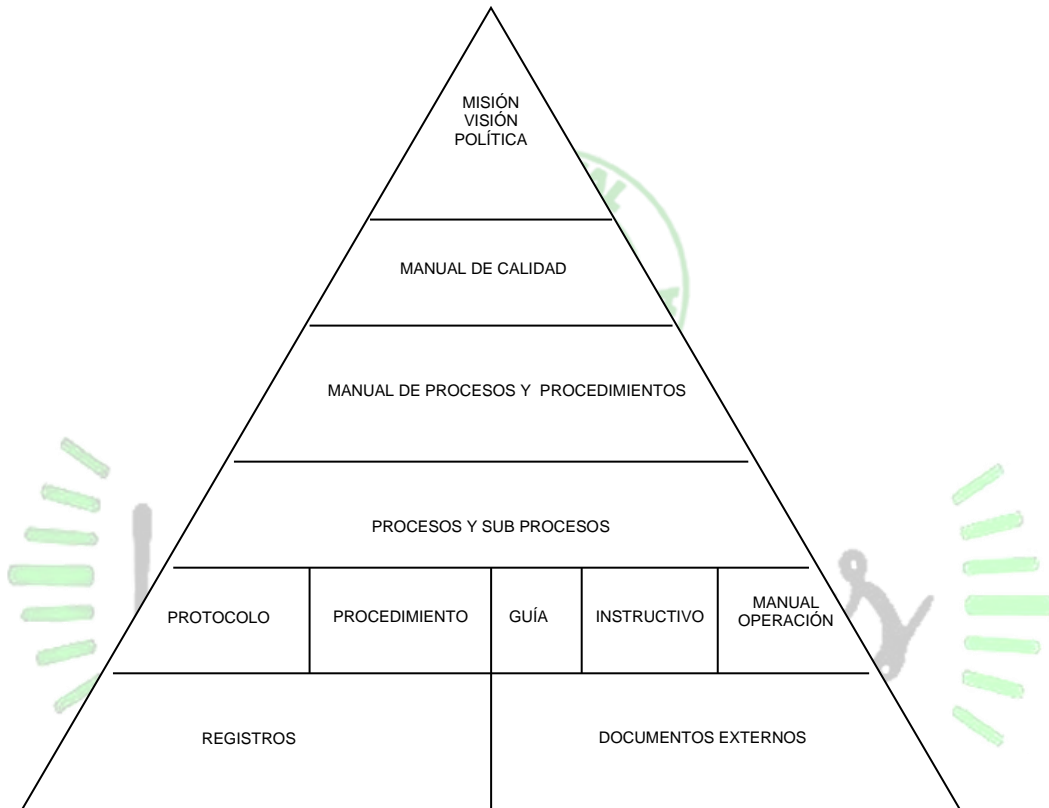 MISIÓN
VISIÓN
POLÍTICA
MANUAL DE CALIDAD
MANUAL DE PROCESOS Y PROCEDIMIENTOS
PROCESOS Y SUB PROCESOS
PROTOCOLO
PROCEDIMIENTO
GUÍA
INSTRUCTIVO
MANUAL
OPERACIÓN
REGISTROS
DOCUMENTOS EXTERNOS